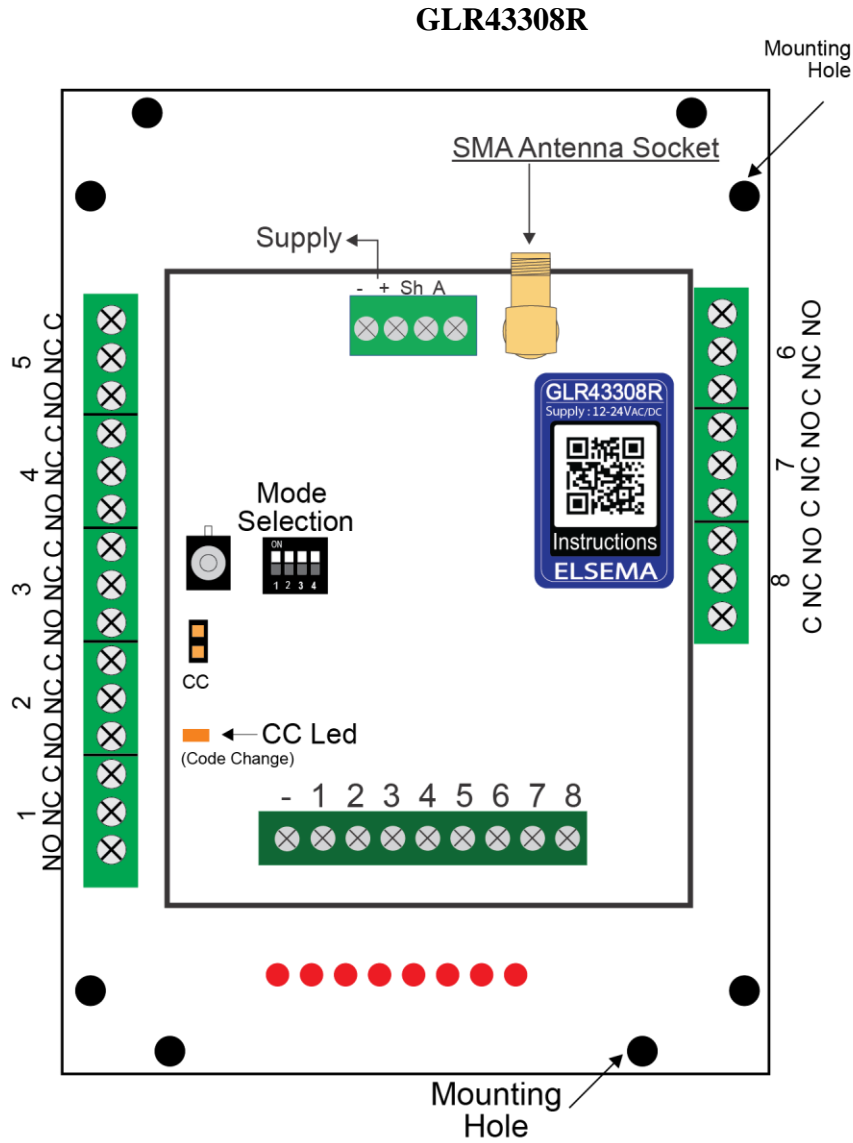 GLR43308R
Mounting
Hole
SMA Antenna Socket
Supply
- + Sh A
GLR43308R
Supply : 12-24VAC/DC
Instructions
ELSEMA
Mode
Selection
ON
1 2 3 4
CC
CC Led
(Code Change)
- 1 2 3 4 5 6 7 8
5
4
3
2
1
NO NC C NO NC C NO NC C NO NC C NO NC C
6
7
8
C NC NO C NC NO C NC NO
Mounting
Hole